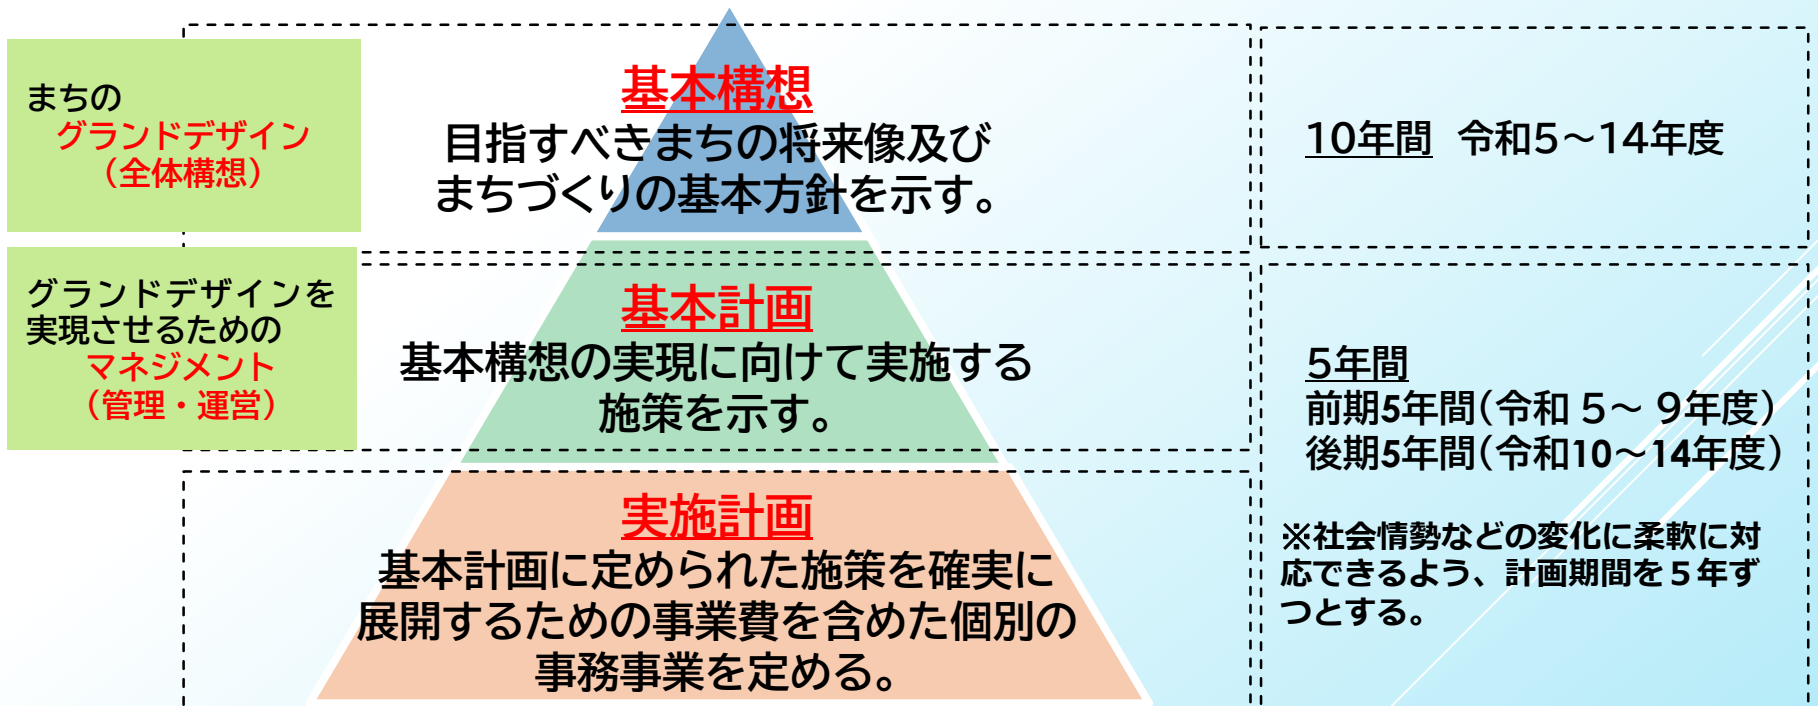 まちの
グランドデザイン
（全体構想）
基本構想
目指すべきまちの将来像及び
まちづくりの基本方針を示す。
10年間 令和5～14年度
グランドデザインを
実現させるための
マネジメント
（管理・運営）
基本計画
基本構想の実現に向けて実施する
施策を示す。
実施計画
基本計画に定められた施策を確実に
展開するための事業費を含めた個別の
事務事業を定める。
5年間
前期5年間（令和 5～ 9年度）
後期5年間（令和10～14年度）
※社会情勢などの変化に柔軟に対
応できるよう、計画期間を５年ず
つとする。